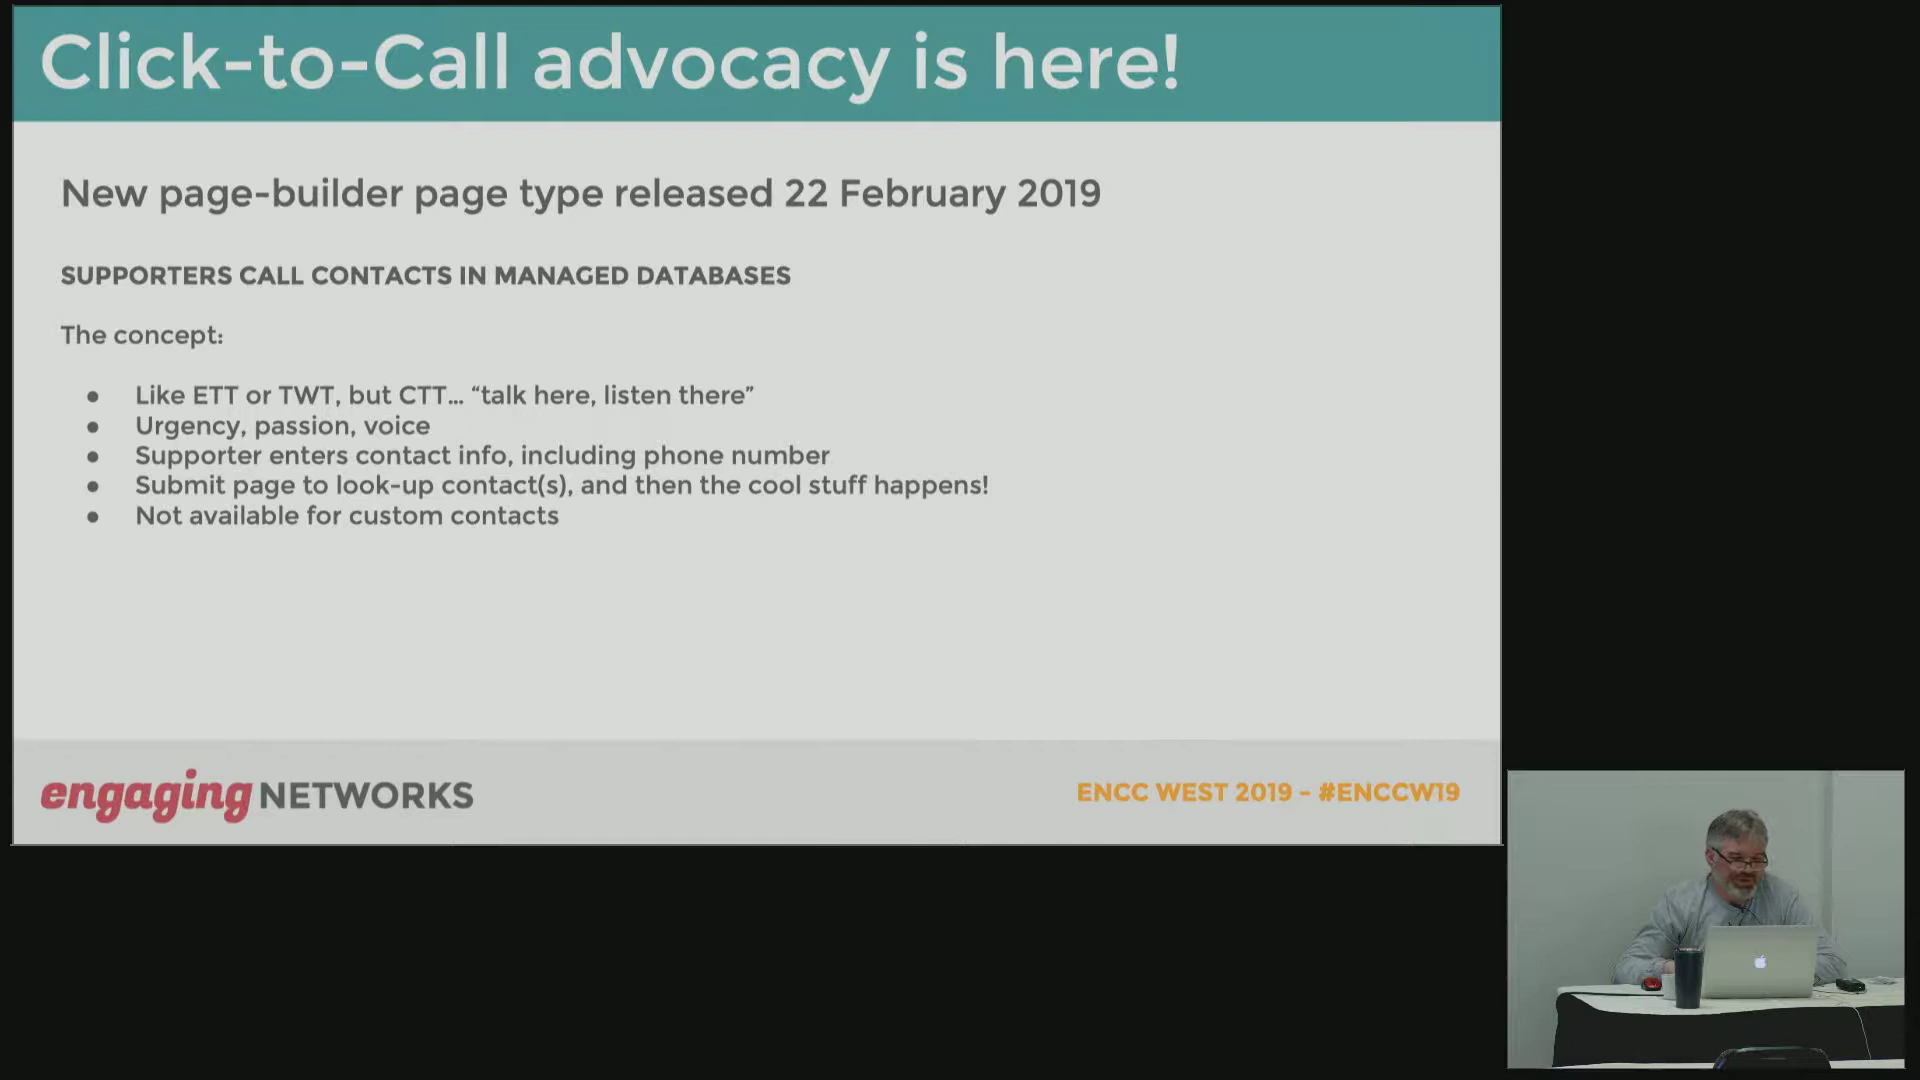 Click-to-Call advocacy is here!
New page-builder page type released 22 February 2019
SUPPORTERS CALL CONTACTS IN MANAGED DATABASES
The concept:
● Like ETT or TWT, but CTT... “talk here, listen there”
● Urgency, passion, voice
● Supporter enters contact info, including phone number
● Submit page to look-up contact(s), and then the cool stuff happens!
● Not available for custom contacts
engaging NETWORKS
ENCC WEST 2019 - #ENCCW19